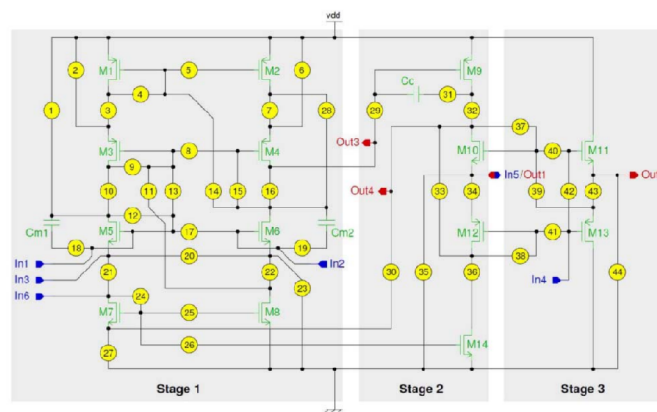 vdd
M1 5 M2 6 M9
2
1 4 Cc 31
3 7 28 29 32
Out3 37
M3 8 M4 M10 40 M11
9
10 11 13 14 15 16 Out4 33 In5/Out1 34 39 42 43 Out
12
Cm1 M5 17 M6 Cm2 M12 41 M13
18 19
In1 20 38
In3 21 22 In2 30 35 36 In4 44
In6 24 23
M7 25 M8
26 M14
27
Stage 1 Stage 2 Stage 3